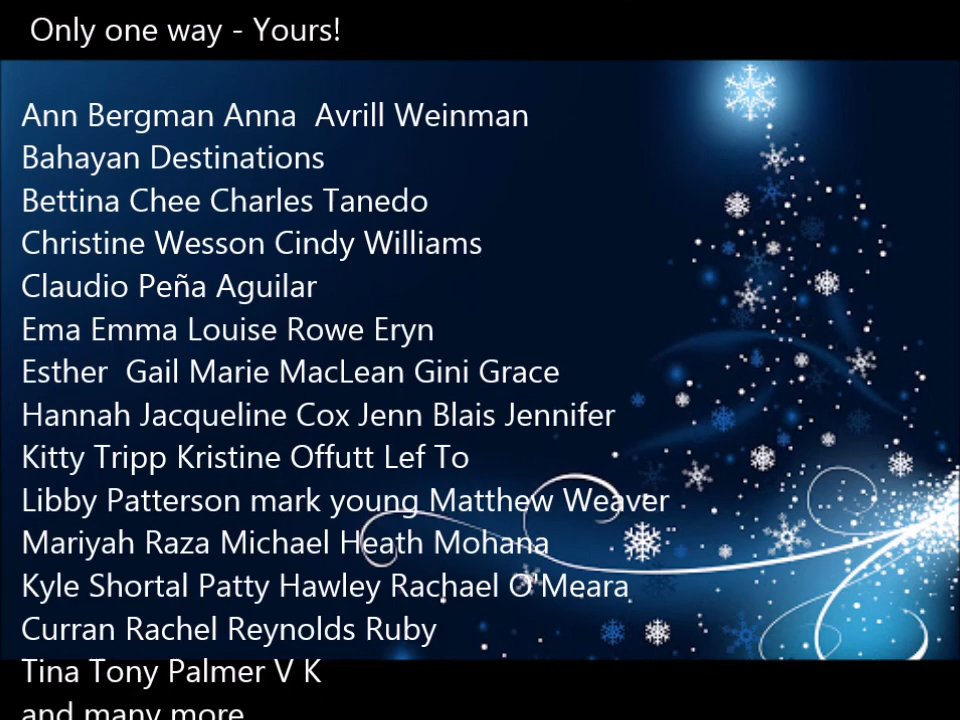 Only one way - Yours!
Ann Bergman Anna  Avrill Weinman
Bahayan Destinations
Bettina Chee Charles Tanedo
Christine Wesson Cindy Williams
Claudio Peña Aguilar
Ema Emma Louise Rowe Eryn
Esther  Gail Marie MacLean Gini Grace
Hannah Jacqueline Cox Jenn Blais Jennifer
Kitty Tripp Kristine Offutt Lef To
Libby Patterson mark young Matthew Weaver
Mariyah Raza Michael Heath Mohana
Kyle Shortal Patty Hawley Rachael O'Meara
Curran Rachel Reynolds Ruby
Tina Tony Palmer V K
and many more